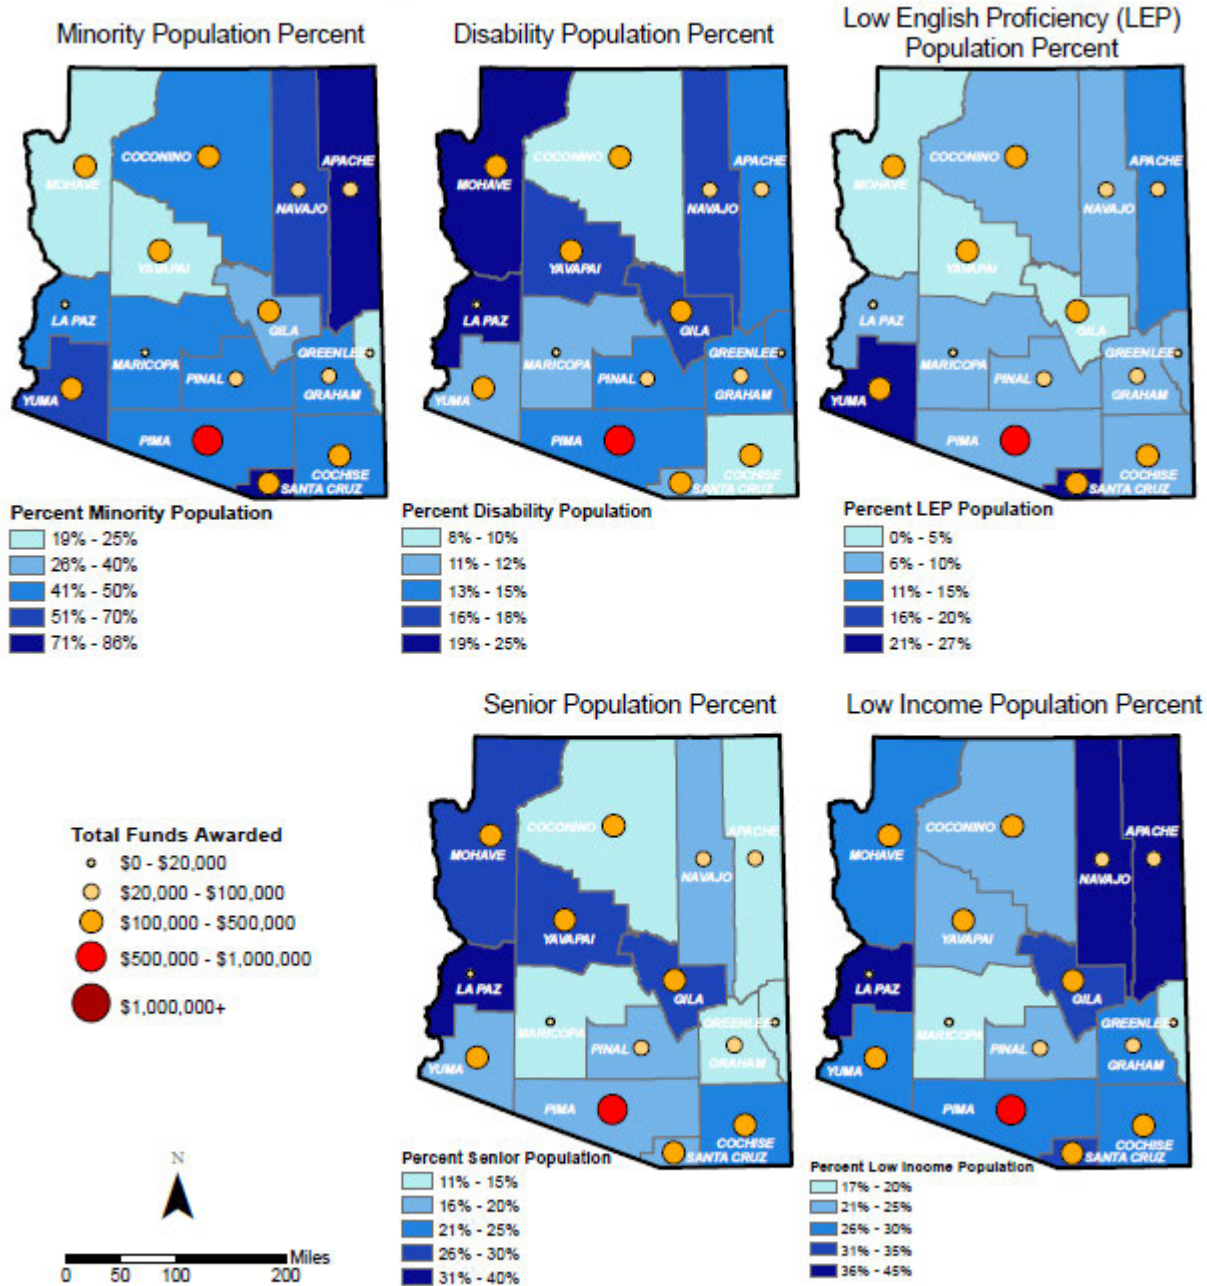 Minority Population Percent
Disability Population Percent
Low English Proficiency (LEP)
Population Percent
COCONINO
MOHAVE
APACHE
NAVAJO
YAVAPAI
LA PAZ
GILA
MARICOPA
GREENLEE
PINAL
YUMA
GRAHAM
PIMA
COCHISE
SANTA CRUZ
Percent Minority Population
19% - 25%
26% - 40%
41% - 50%
51% - 70%
71% - 86%
COCONINO
MOHAVE
APACHE
NAVAJO
YAVAPAI
LA PAZ
GILA
MARICOPA
GREENLEE
PINAL
YUMA
GRAHAM
PIMA
COCHISE
SANTA CRUZ
Percent Disability Population
8% - 10%
11% - 12%
13% - 15%
16% - 18%
19% - 25%
COCONINO
MOHAVE
APACHE
NAVAJO
YAVAPAI
LA PAZ
GILA
MARICOPA
GREENLEE
PINAL
YUMA
GRAHAM
PIMA
COCHISE
SANTA CRUZ
Percent LEP Population
0% - 5%
6% - 10%
11% - 15%
16% - 20%
21% - 27%
Senior Population Percent
Low Income Population Percent
Total Funds Awarded
$0 - $20,000
$20,000 - $100,000
$100,000 - $500,000
$500,000 - $1,000,000
$1,000,000+
N
Miles
0 50 100 200
COCONINO
MOHAVE
APACHE
NAVAJO
YAVAPAI
LA PAZ
GILA
MARICOPA
GREENLEE
PINAL
YUMA
GRAHAM
PIMA
COCHISE
SANTA CRUZ
Percent Senior Population
11% - 15%
16% - 20%
21% - 25%
26% - 30%
31% - 40%
COCONINO
MOHAVE
APACHE
NAVAJO
YAVAPAI
LA PAZ
GILA
MARICOPA
GREENLEE
PINAL
YUMA
GRAHAM
PIMA
COCHISE
SANTA CRUZ
Percent Low Income Population
17% - 20%
21% - 25%
26% - 30%
31% - 35%
36% - 45%